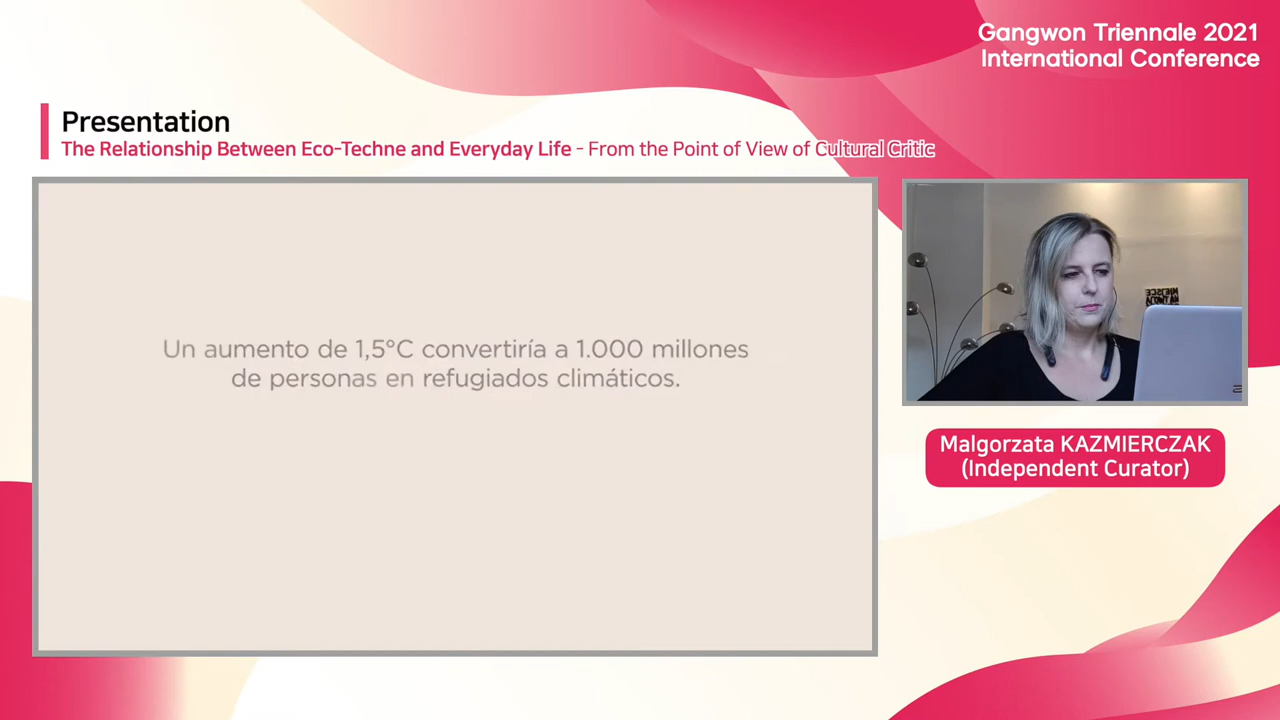 Gangwon Triennale 2021
International Conference
Presentation
The Relationship Between Eco-Techne and Everyday Life - From the Point of View of Cultural Critic
Un aumento de 1,5°C convertiría a 1.000 millones
de personas en refugiados climáticos.
Malgorzata KAZMIERCZAK
(Independent Curator)